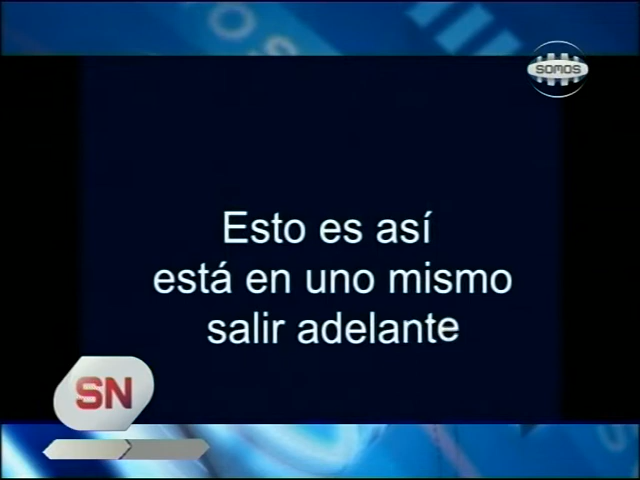 SOMOS
Esto es así
está en uno mismo
salir adelante
SN